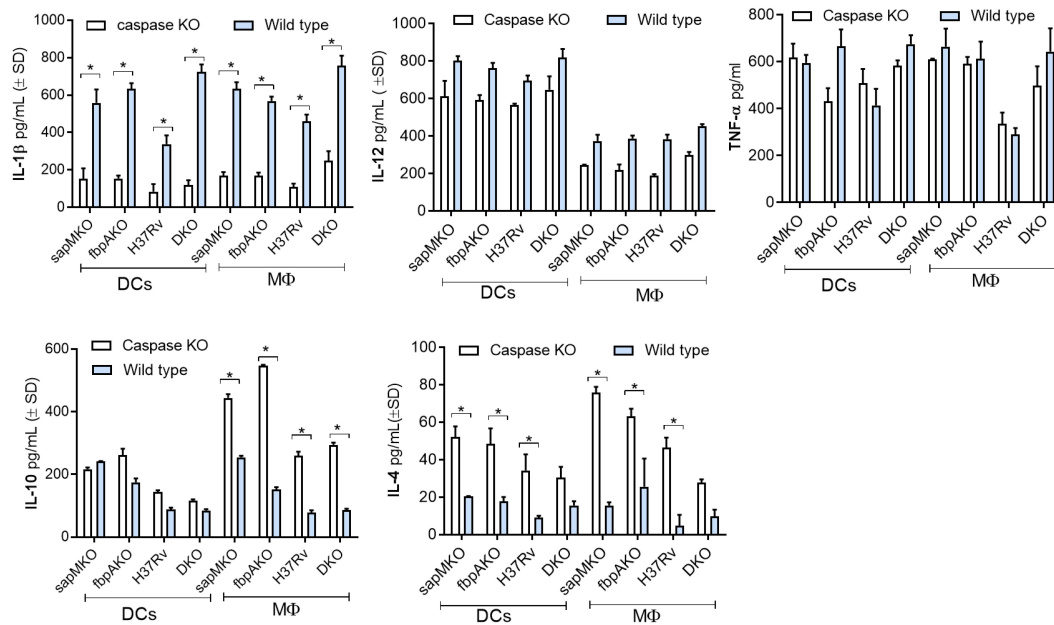 caspase KO Wild type
IL-1β pg/mL (± SD)
1000
800
600
400
200
0
sapMKO fbpAKO H37Rv DKO sapMKO fbpAKO H37Rv DKO
DCs MΦ
* * * * * * * *
caspase KO Wild type
IL-12 pg/mL (±SD)
1000
800
600
400
200
0
sapMKO fbpAKO H37Rv DKO sapMKO fbpAKO H37Rv DKO
DCs MΦ
caspase KO Wild type
TNF-α pg/ml
800
600
400
200
0
sapMKO fbpAKO H37Rv DKO sapMKO fbpAKO H37Rv DKO
DCs MΦ
Caspase KO
Wild type
IL-10 pg/mL (± SD)
600
400
200
0
* * * *
sapMKO fbpAKO H37Rv DKO sapMKO fbpAKO H37Rv DKO
DCs MΦ
Caspase KO Wild type
IL-4 pg/mL(±SD)
100
80
60
40
20
0
* * * * * *
sapMKO fbpAKO H37Rv DKO sapMKO fbpAKO H37Rv DKO
DCs MΦ